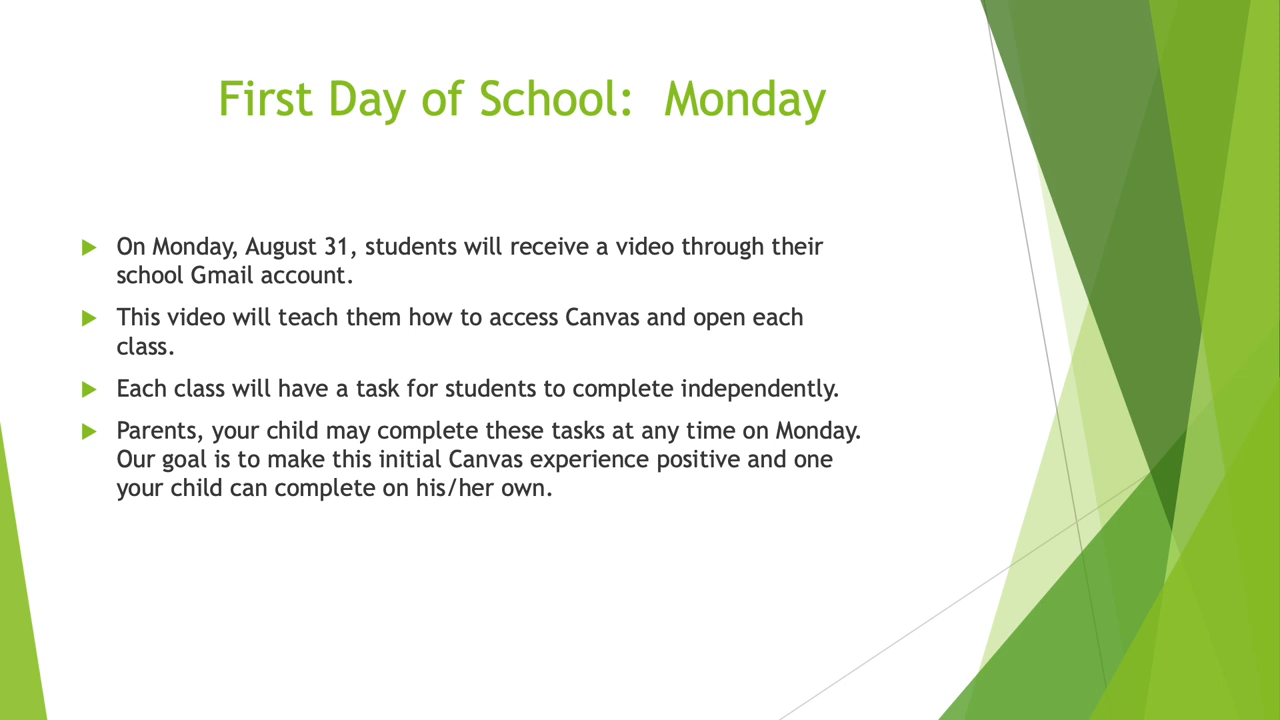 First Day of School:  Monday
On Monday, August 31, students will receive a video through their
school Gmail account.
This video will teach them how to access Canvas and open each
class.
Each class will have a task for students to complete independently.
Parents, your child may complete these tasks at any time on Monday.
Our goal is to make this initial Canvas experience positive and one
your child can complete on his/her own.